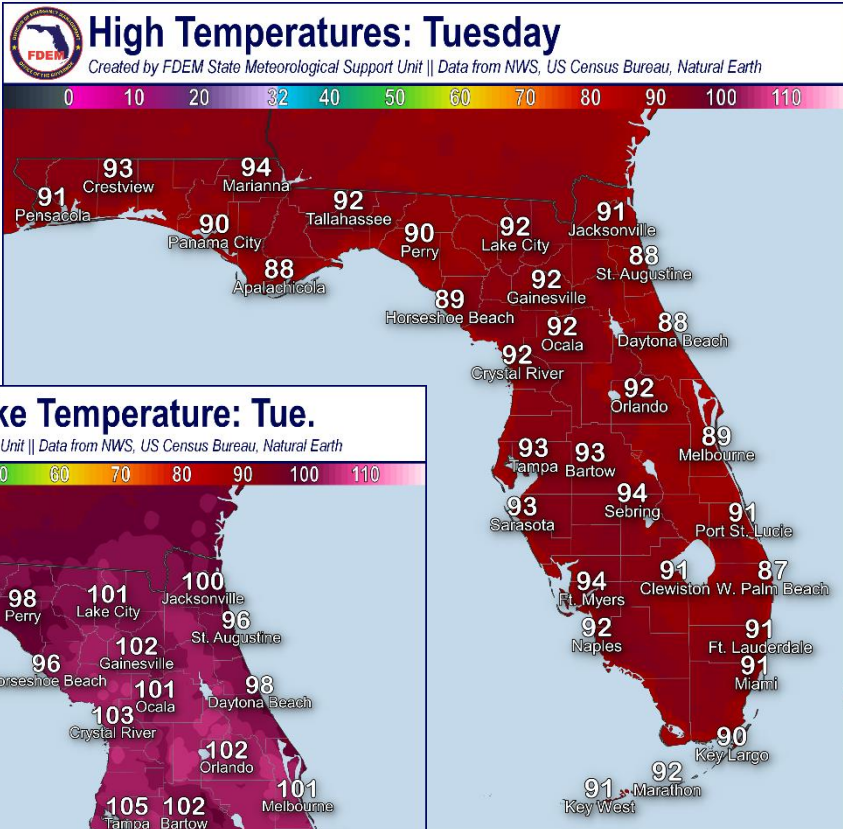 FDEM
High Temperatures: Tuesday
Created by FDEM State Meteorological Support Unit || Data from NWS, US Census Bureau, Natural Earth
0 10 20 32 40 50 60 70 80 90 100 110
93
Crestview
94
Marianna
91
Pensacola
92
Tallahassee
90
Panama City
90
Perry
92
Lake City
91
Jacksonville
88
Apalachicola
88
St. Augustine
92
Gainesville
89
Horseshoe Beach
92
Ocala
88
Daytona Beach
92
Crystal River
92
Orlando
93
Tampa
93
Bartow
89
Melbourne
93
Sarasota
94
Sebring
91
Port St. Lucie
94
Ft. Myers
91
Clewiston
87
W. Palm Beach
92
Naples
91
Ft. Lauderdale
91
Miami
90
Key Largo
92
Marathon
91
Key West
ke Temperature: Tue.
Unit || Data from NWS, US Census Bureau, Natural Earth
0 60 70 80 90 100 110
98
Perry
101
Lake City
100
Jacksonville
96
St. Augustine
102
Gainesville
96
orseshoe Beach
101
Ocala
98
Daytona Beach
103
Crystal River
102
Orlando
101
Melbourne
105
Tampa
102
Bartow